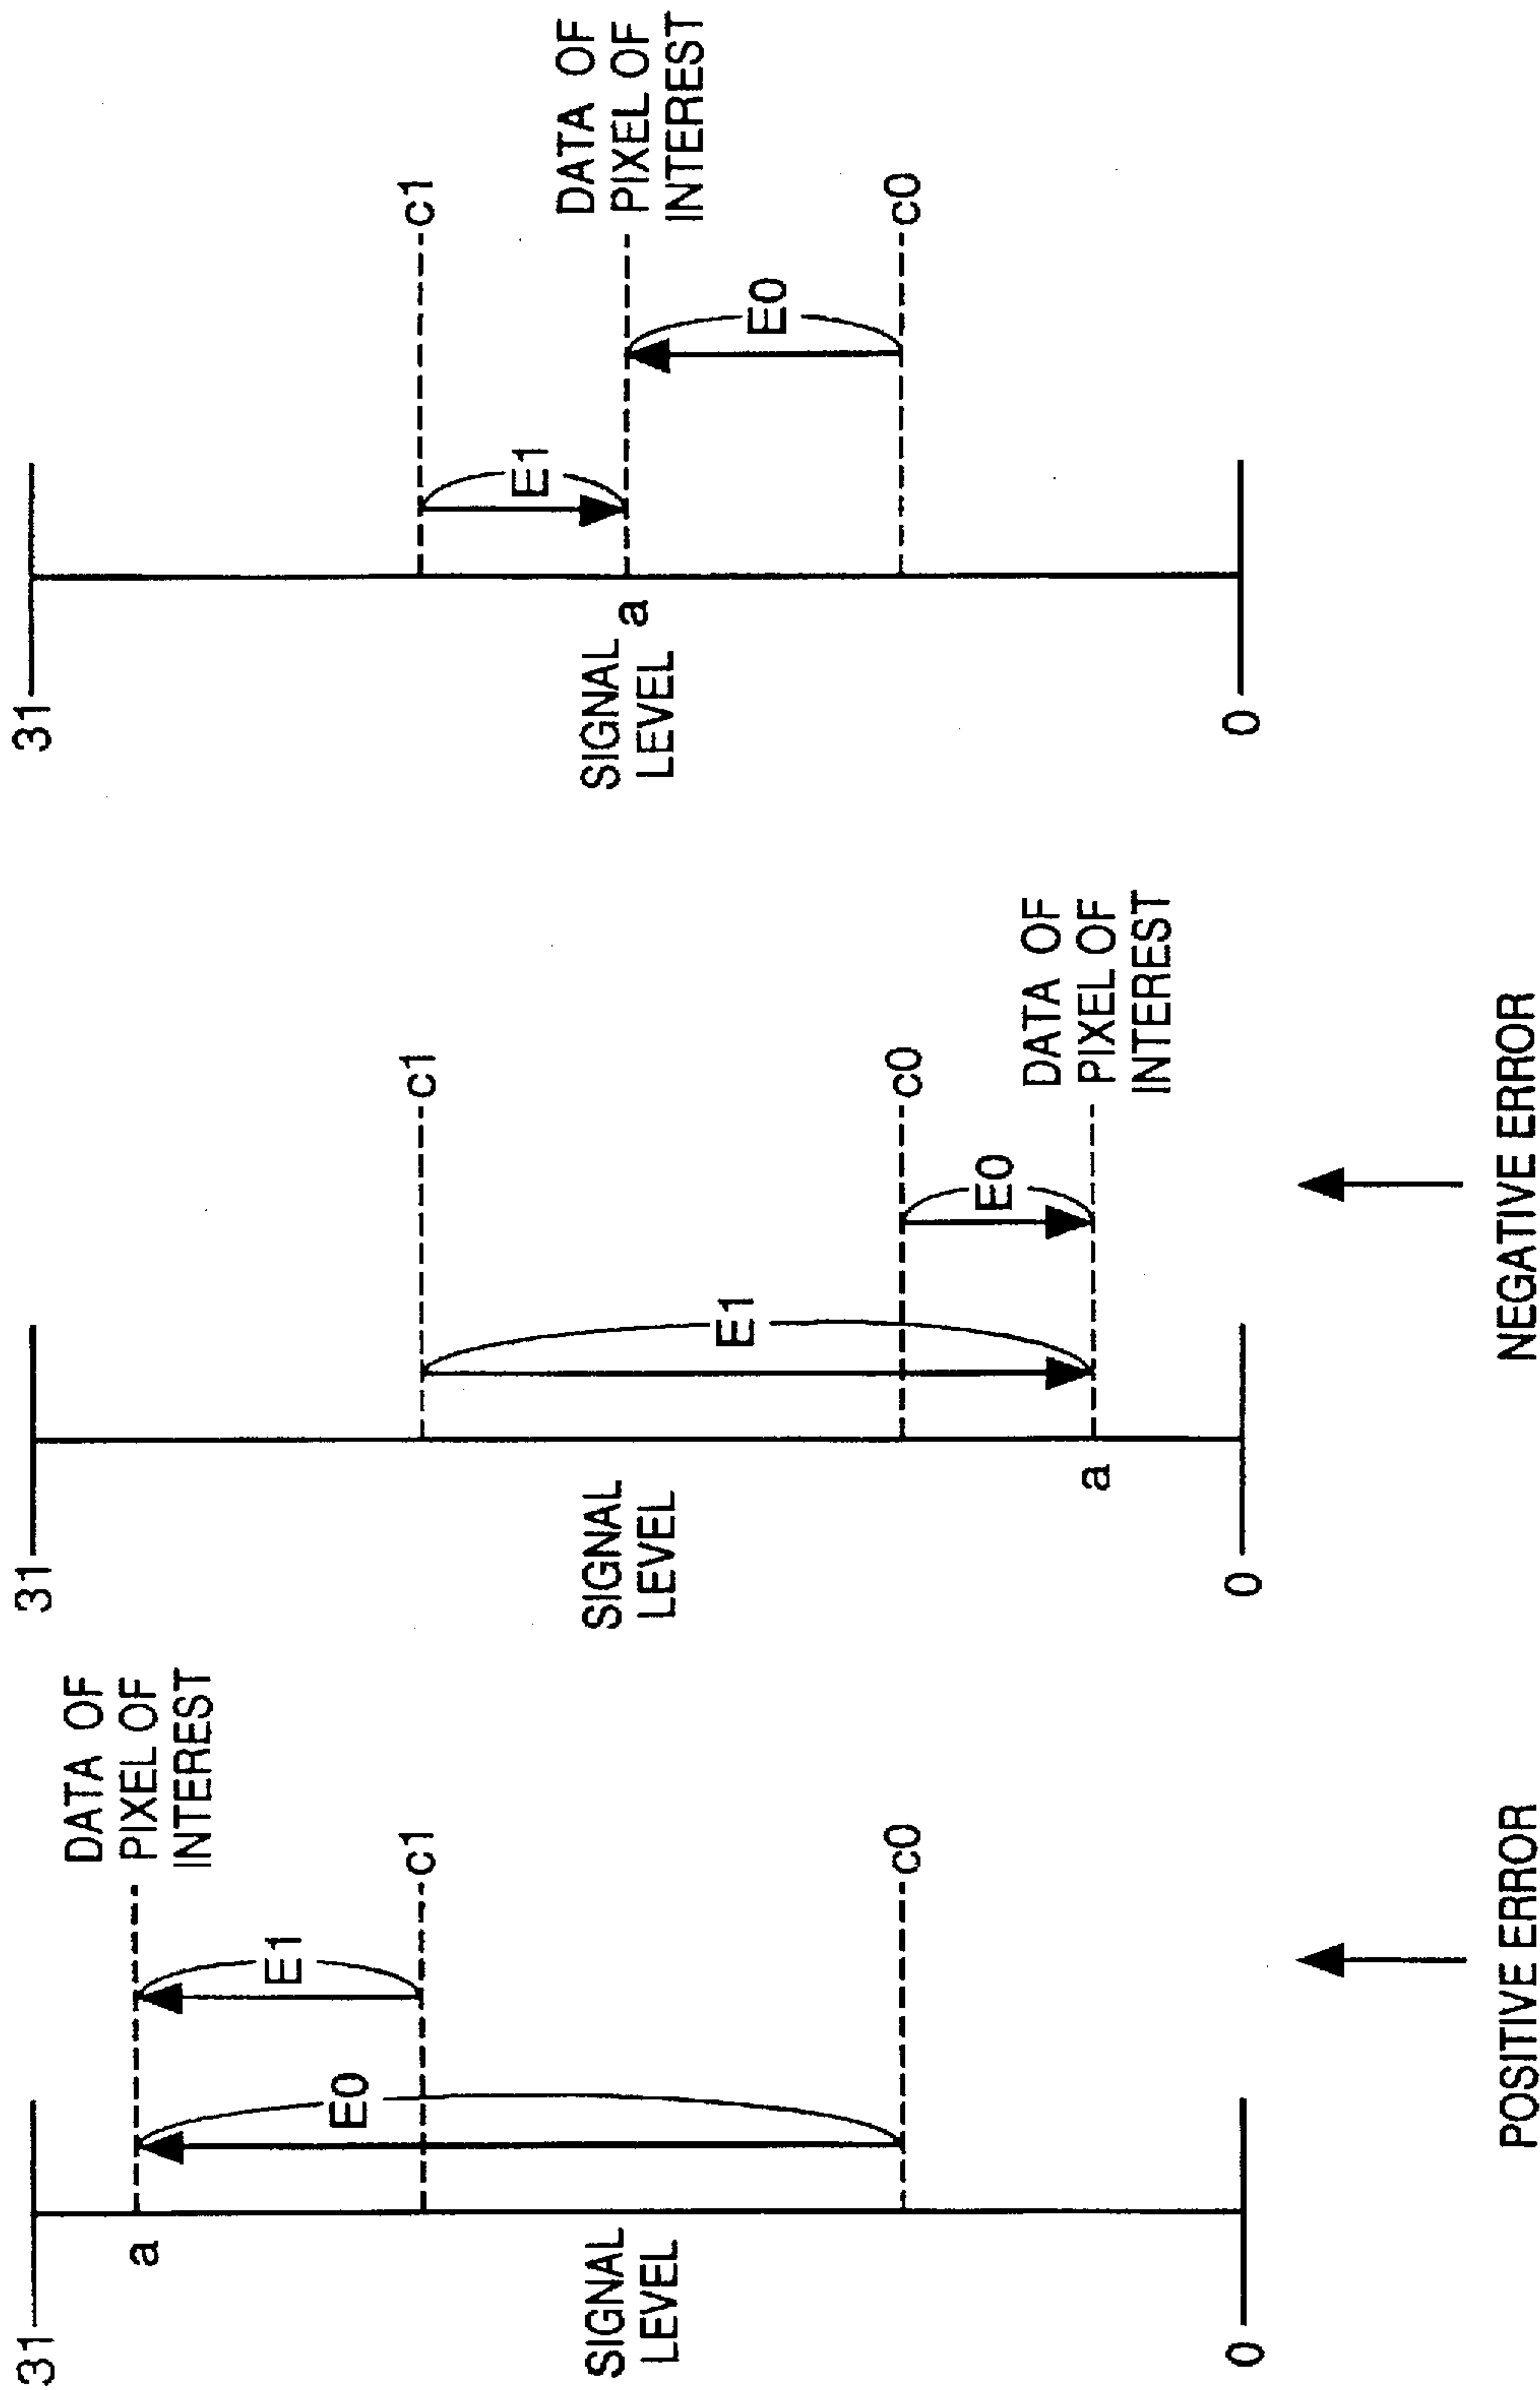 31
a
SIGNAL
LEVEL
0
E0
E1
DATA OF
PIXEL OF
INTEREST
c1
c0
POSITIVE ERROR
31
SIGNAL
LEVEL
a
0
E1
E0
c1
c0
DATA OF
PIXEL OF
INTEREST
NEGATIVE ERROR
31
SIGNAL
LEVEL
a
0
E1
E0
c1
DATA OF
PIXEL OF
INTEREST
c0